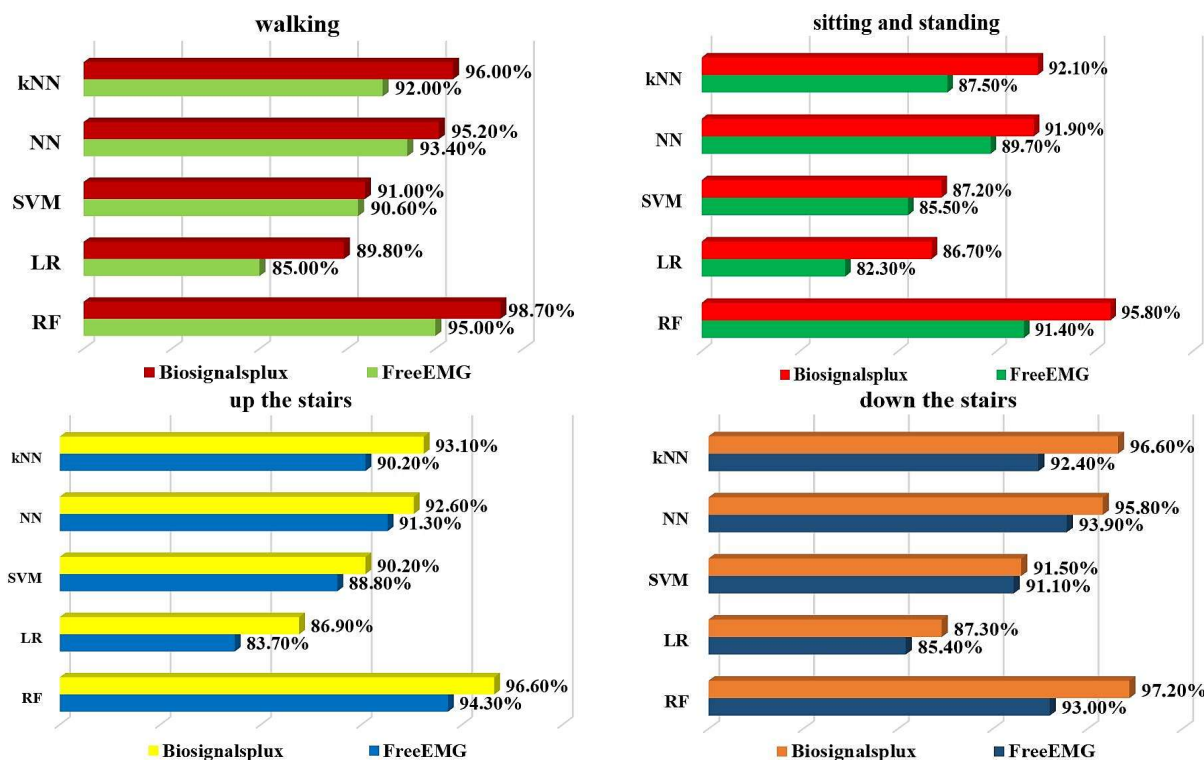 walking
kNN
96.00%
92.00%
NN
95.20%
93.40%
SVM
91.00%
90.60%
LR
89.80%
85.00%
RF
98.70%
95.00%
Biosignalsplux FreeEMG
sitting and standing
kNN
92.10%
87.50%
NN
91.90%
89.70%
SVM
87.20%
85.50%
LR
86.70%
82.30%
RF
95.80%
91.40%
Biosignalsplux FreeEMG
up the stairs
kNN
93.10%
90.20%
NN
92.60%
91.30%
SVM
90.20%
88.80%
LR
86.90%
83.70%
RF
96.60%
94.30%
Biosignalsplux FreeEMG
down the stairs
kNN
96.60%
92.40%
NN
95.80%
93.90%
SVM
91.50%
91.10%
LR
87.30%
85.40%
RF
97.20%
93.00%
Biosignalsplux FreeEMG